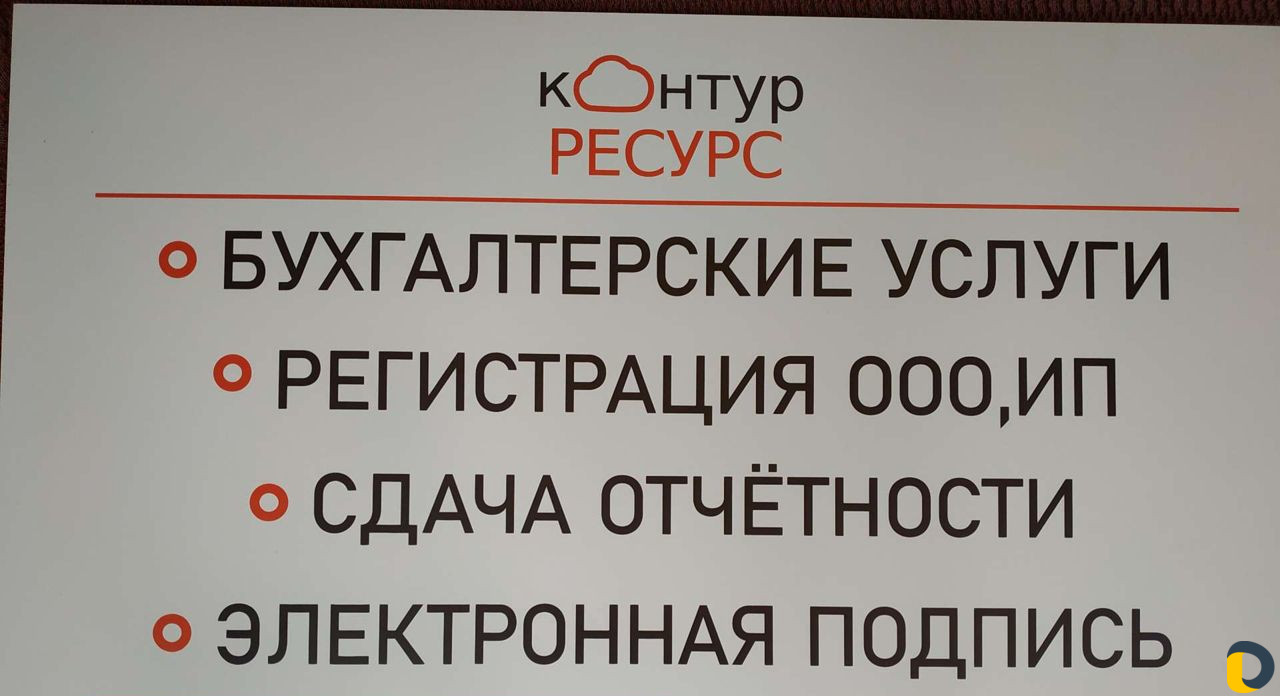 контур
РЕСУРС
БУХГАЛТЕРСКИЕ УСЛУГИ
РЕГИСТРАЦИЯ ООО,ИП
СДАЧА ОТЧЁТНОСТИ
ЭЛЕКТРОННАЯ ПОДПИСЬ